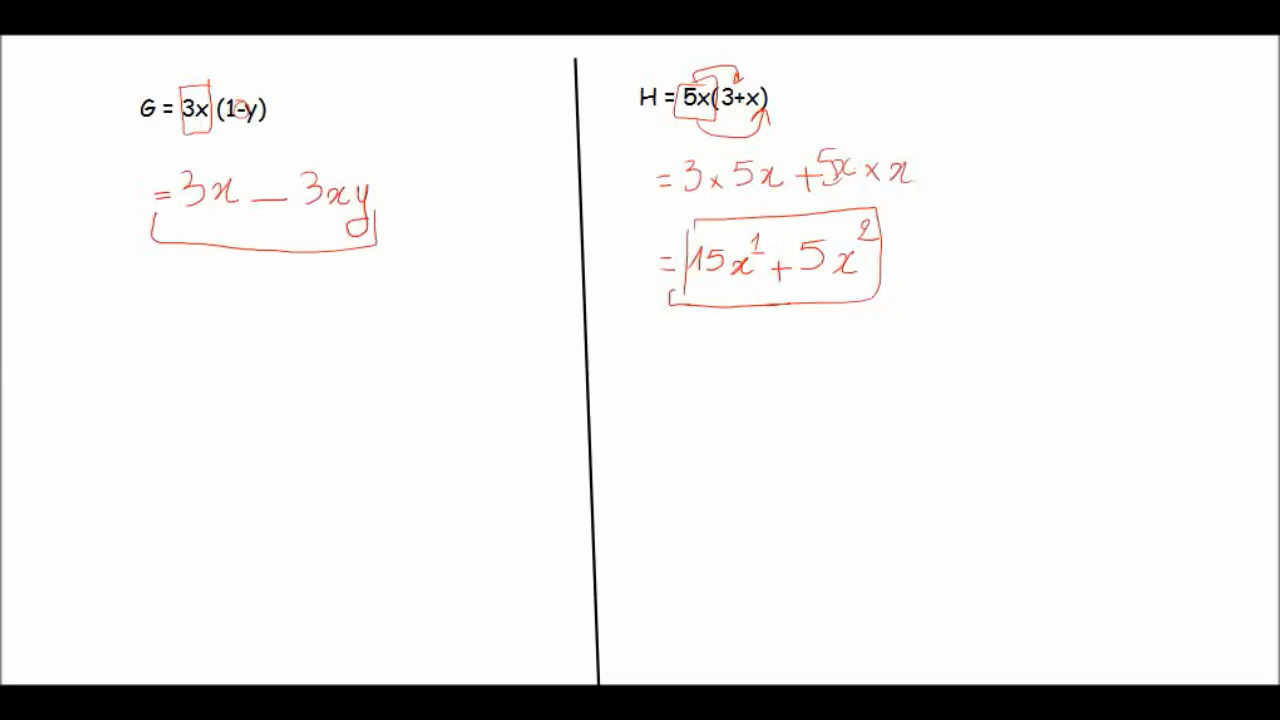 G = 3x (1-y)
= 3x - 3xy
H = 5x(3+x)
= 3 × 5x + 5x × x
= 15x¹ + 5x²